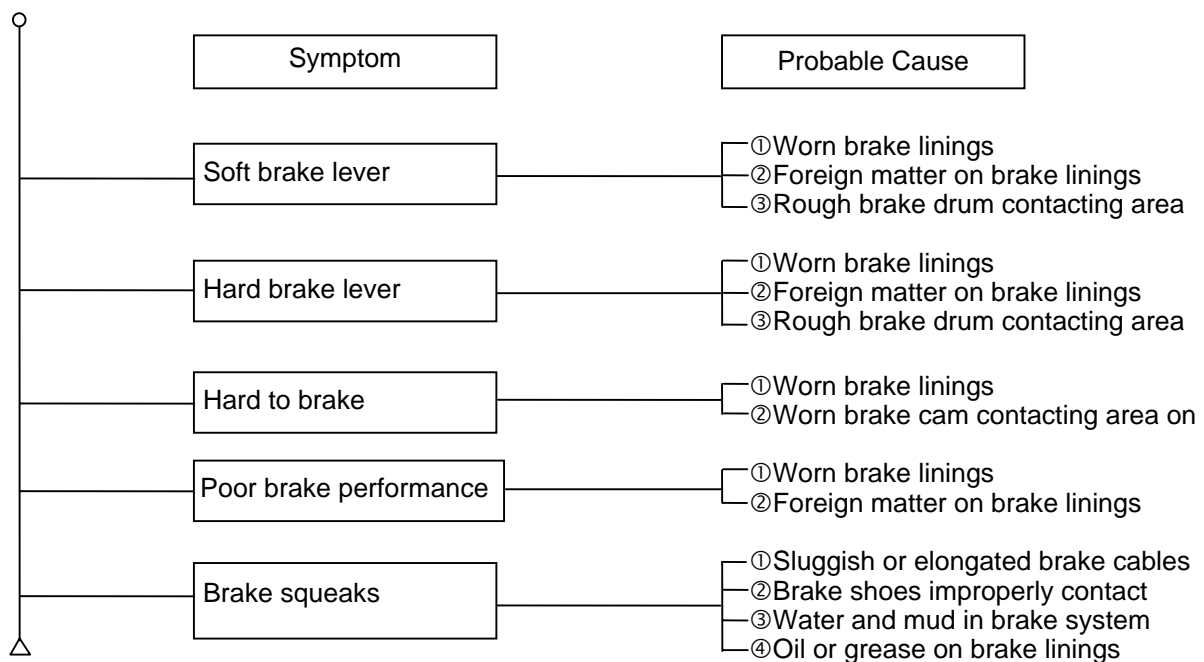 Symptom
Probable Cause
Soft brake lever
①Worn brake linings
②Foreign matter on brake linings
③Rough brake drum contacting area
Hard brake lever
①Worn brake linings
②Foreign matter on brake linings
③Rough brake drum contacting area
Hard to brake
①Worn brake linings
②Worn brake cam contacting area on
Poor brake performance
①Worn brake linings
②Foreign matter on brake linings
Brake squeaks
①Sluggish or elongated brake cables
②Brake shoes improperly contact
③Water and mud in brake system
④Oil or grease on brake linings